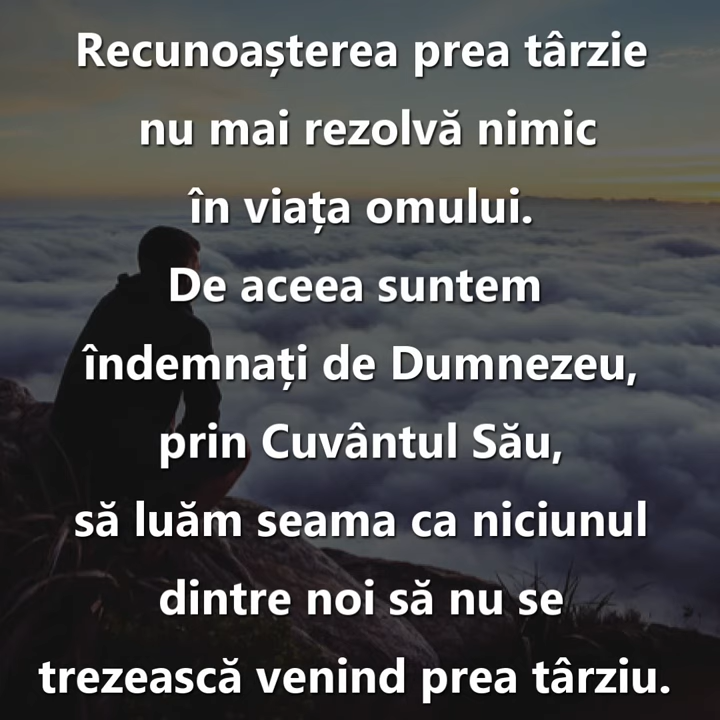 Recunoașterea prea târzie
nu mai rezolvă nimic
în viața omului.
De aceea suntem
îndemnați de Dumnezeu,
prin Cuvântul Său,
să luăm seama ca niciunul
dintre noi să nu se
trezească venind prea târziu.